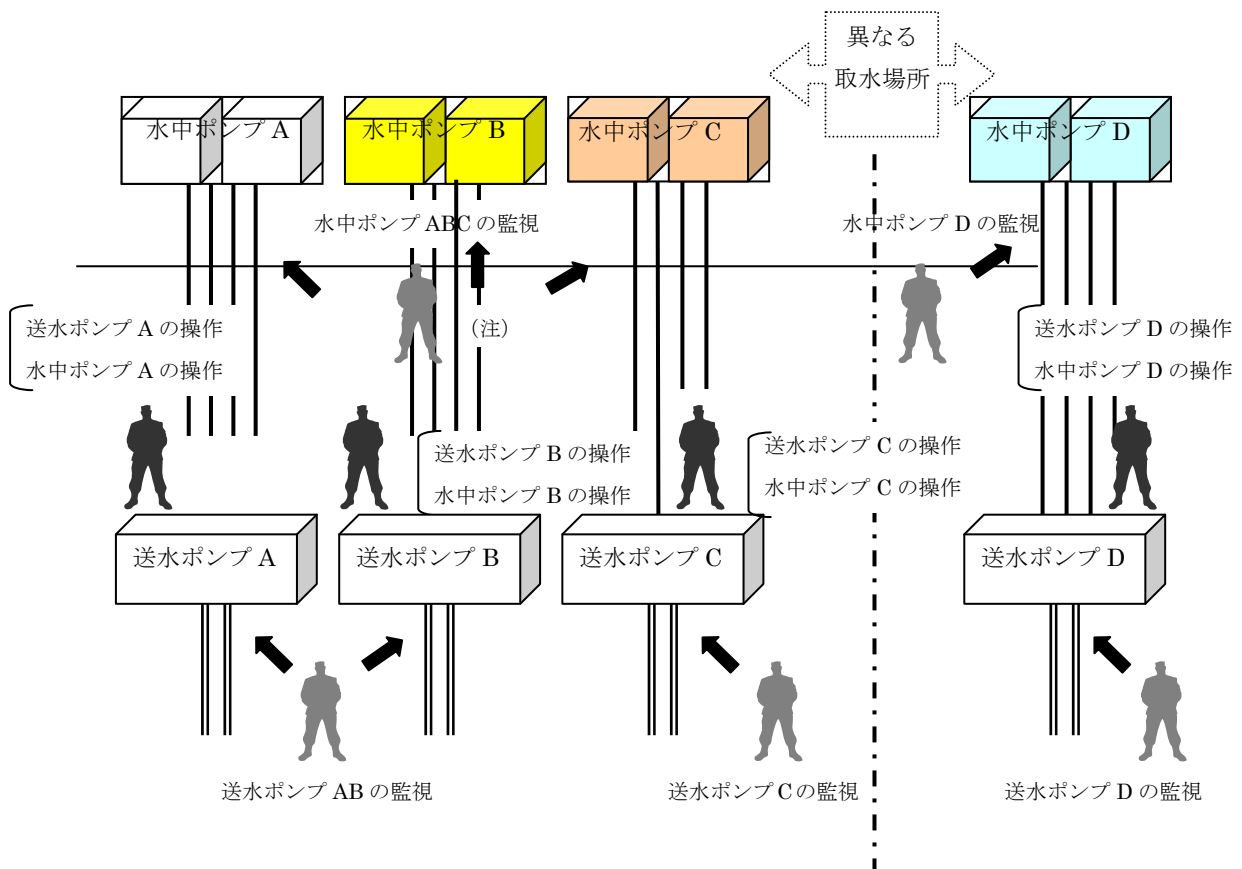 異なる
取水場所
水中ポンプ A
水中ポンプ B
水中ポンプ C
水中ポンプ D
水中ポンプ ABC の監視
水中ポンプ D の監視
送水ポンプ A の操作
水中ポンプ A の操作
（注）
送水ポンプ D の操作
水中ポンプ D の操作
送水ポンプ B の操作
水中ポンプ B の操作
送水ポンプ C の操作
水中ポンプ C の操作
送水ポンプ A
送水ポンプ B
送水ポンプ C
送水ポンプ D
送水ポンプ AB の監視
送水ポンプ C の監視
送水ポンプ D の監視